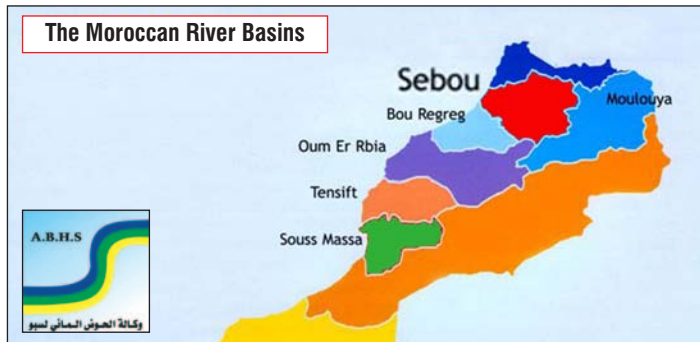 The Moroccan River Basins
Sebou
Moulouya
Bou Regreg
Oum Er Rbia
Tensift
Souss Massa
A.B.H.S
وكالة الحوض المائي لسبو